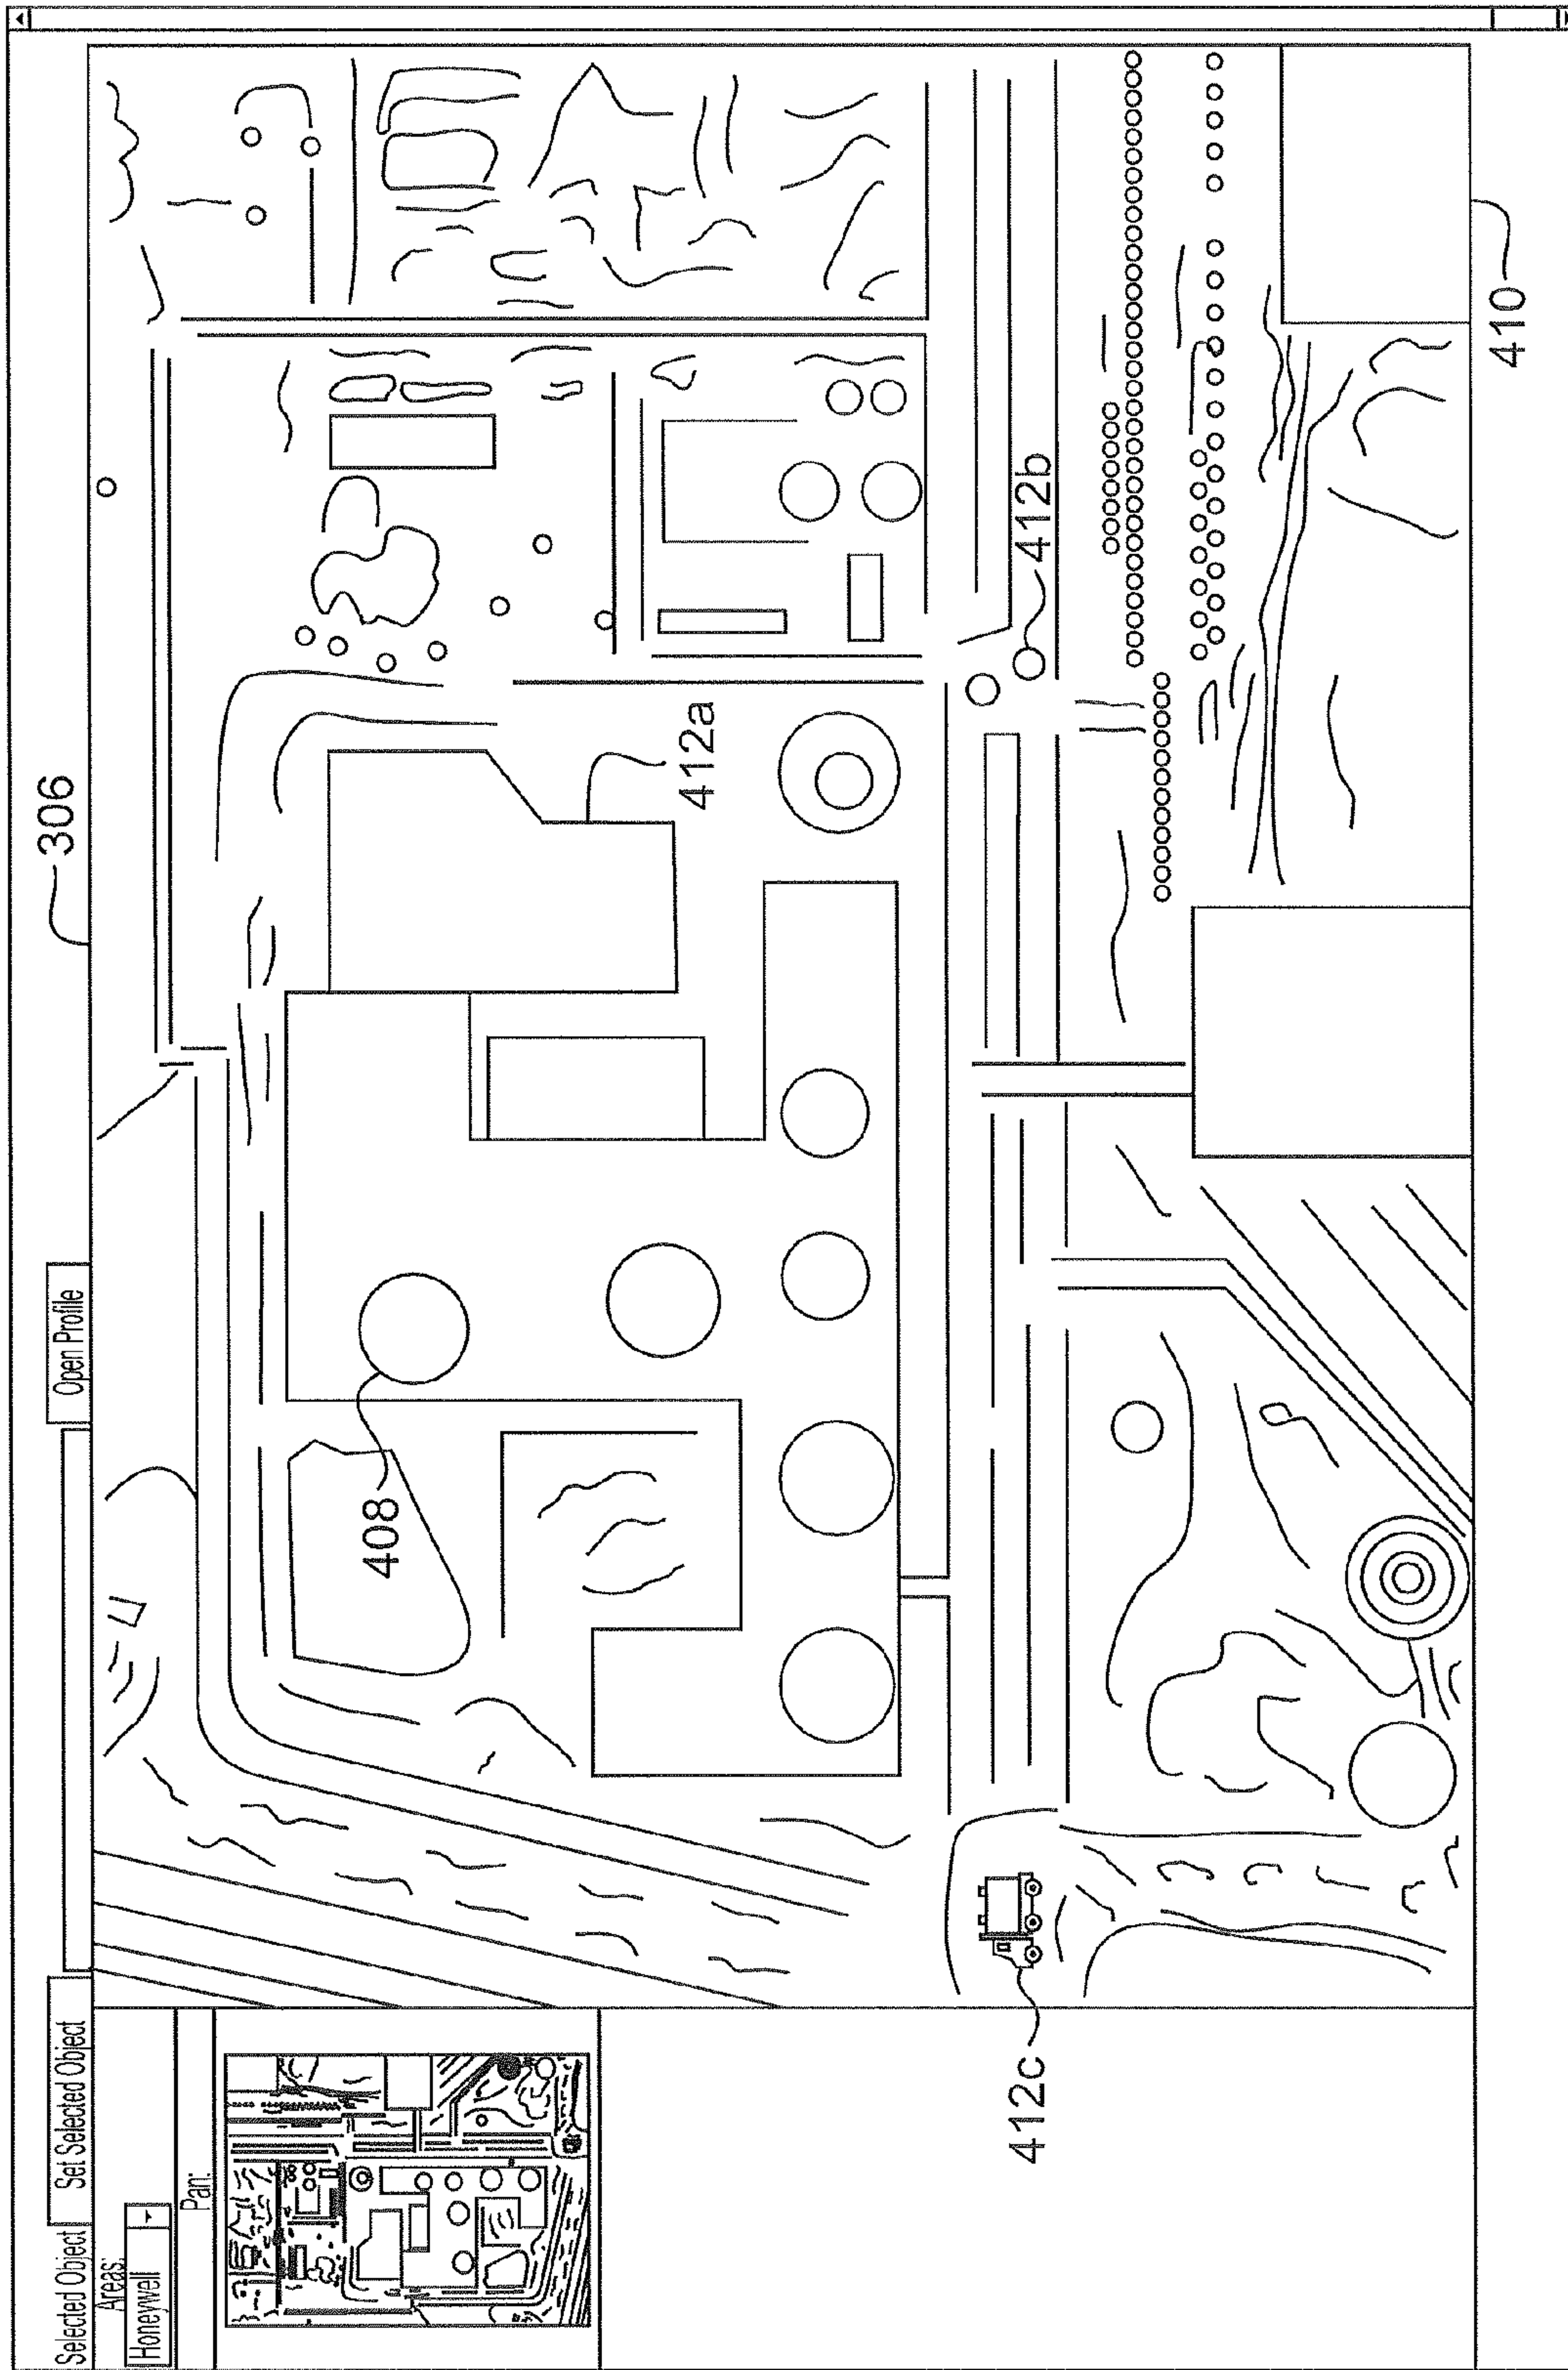 306
Selected Object
Set Selected Object
Open Profile
Areas:
Honeywell
Pan:
408
412a
412b
412c
410